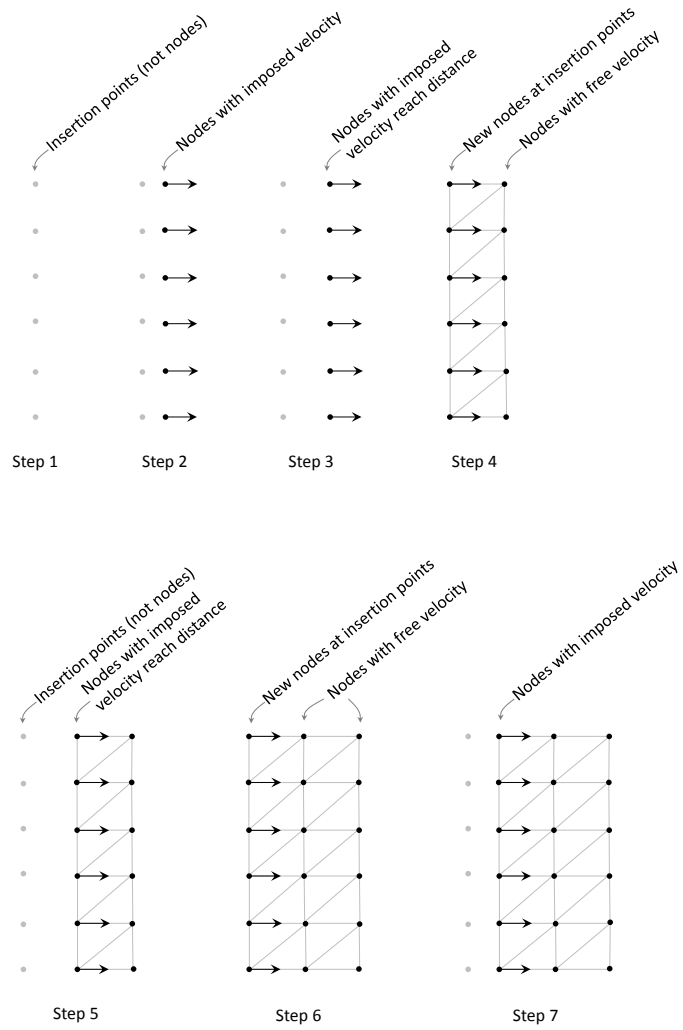 Insertion points (not nodes)
Nodes with imposed velocity
Nodes with imposed
velocity reach distance
New nodes at insertion points
Nodes with free velocity
Step 1
Step 2
Step 3
Step 4
Insertion points (not nodes)
Nodes with imposed
velocity reach distance
New nodes at insertion points
Nodes with free velocity
Nodes with imposed velocity
Step 5
Step 6
Step 7